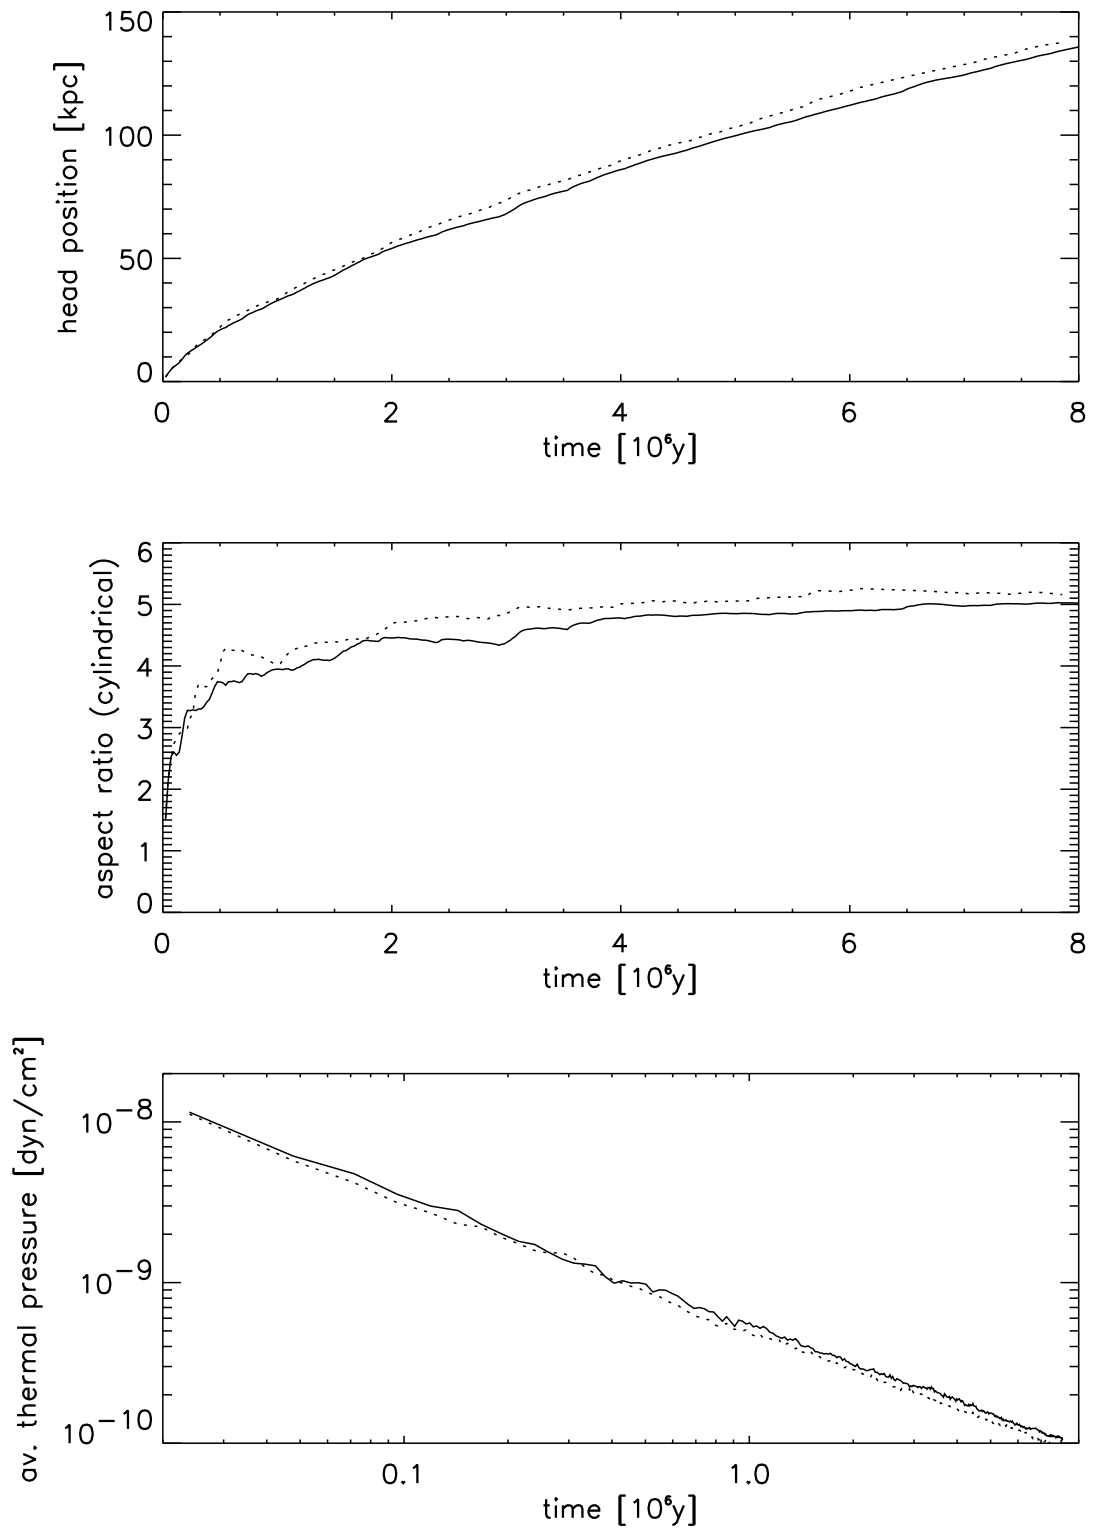 150
100
50
0
head position [kpc]
0 2 4 6 8
time [10⁶y]
6
5
4
3
2
1
0
aspect ratio (cylindrical)
0 2 4 6 8
time [10⁶y]
10⁻⁸
10⁻⁹
10⁻¹⁰
av. thermal pressure [dyn/cm²]
0.1 1.0
time [10⁶y]